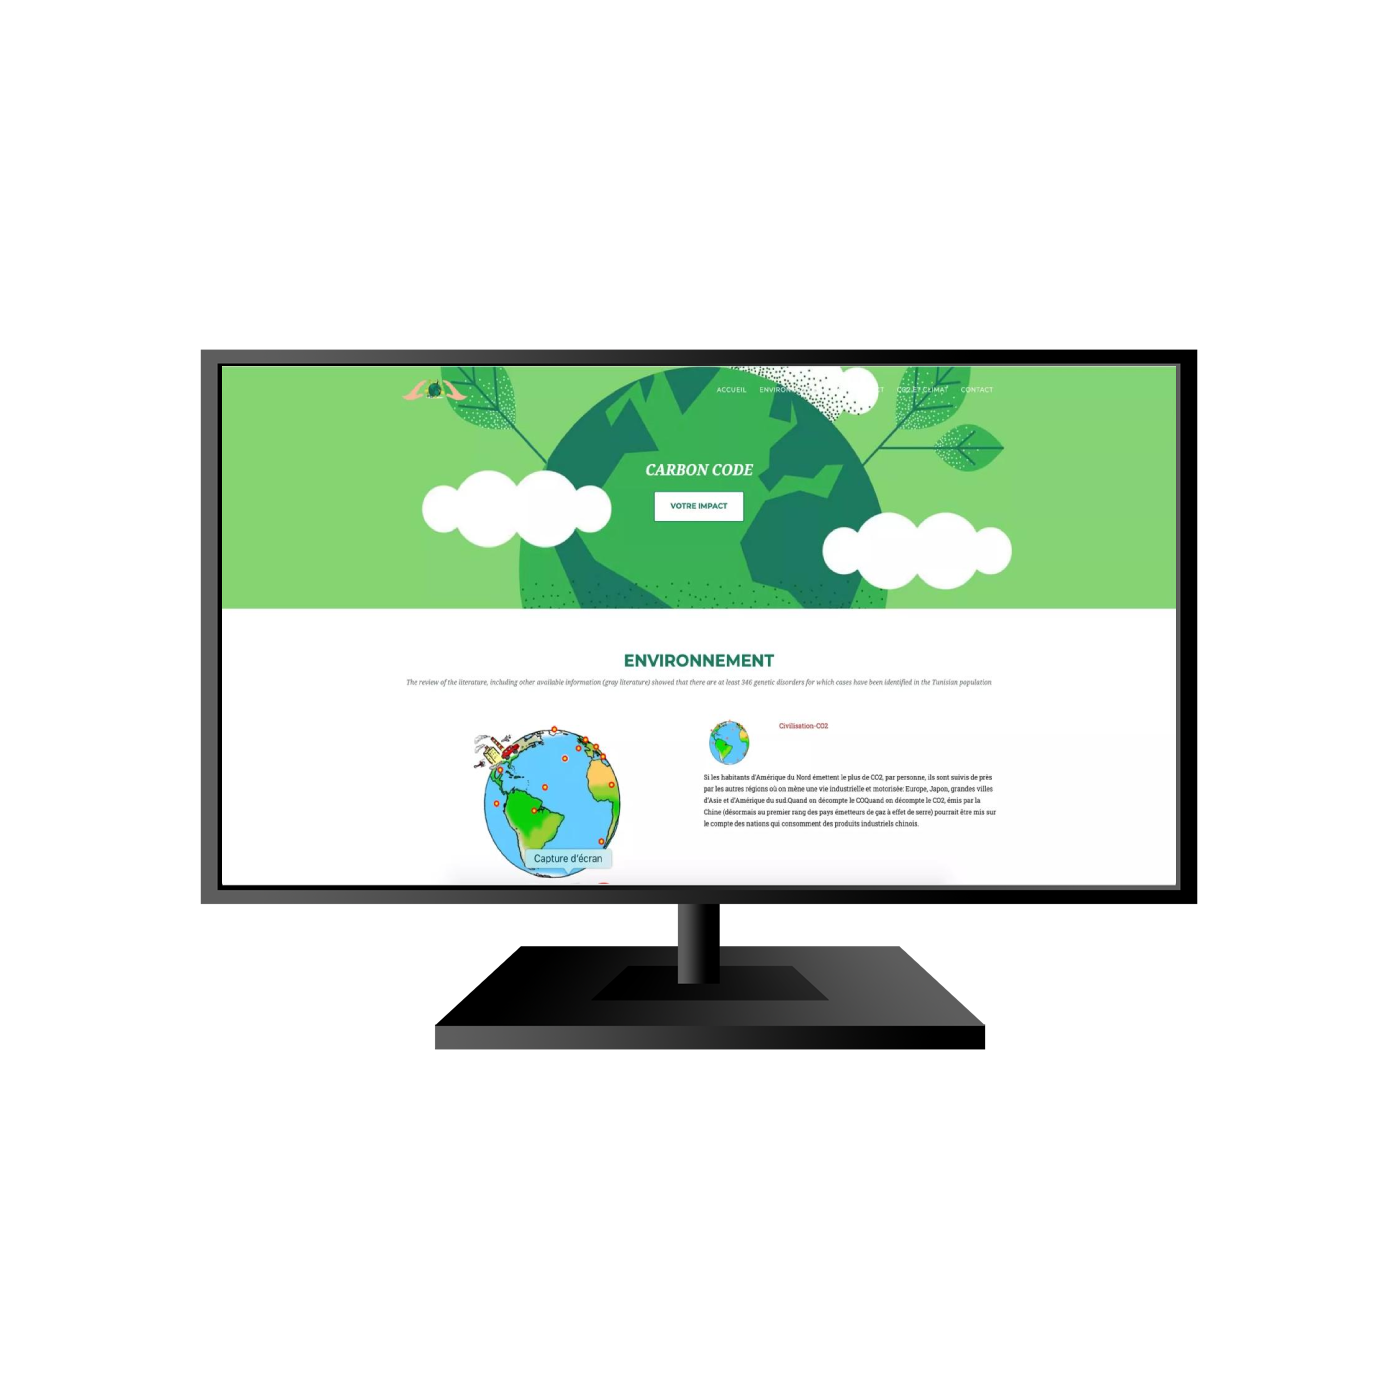 ACCUEIL CONTACT
CARBON CODE
VOTRE IMPACT
ENVIRONNEMENT
The review of the literature, including other available information (gray literature) showed that there are at least 346 genetic disorders for which cases have been identified in the Tunisian population
Civilisation-CO2
Si les habitants d'Amérique du Nord émettent le plus de CO2, par personne, ils sont suivis de près
par les autres régions où on mène une vie industrielle et motorisée: Europe, Japon, grandes villes
d'Asie et d'Amérique du sud.Quand on décompte le COQuand on décompte le CO2, émis par la
Chine (désormais au premier rang des pays émetteurs de gaz à effet de serre) pourrait être mis sur
le compte des nations qui consomment des produits industriels chinois.
Capture d'écran